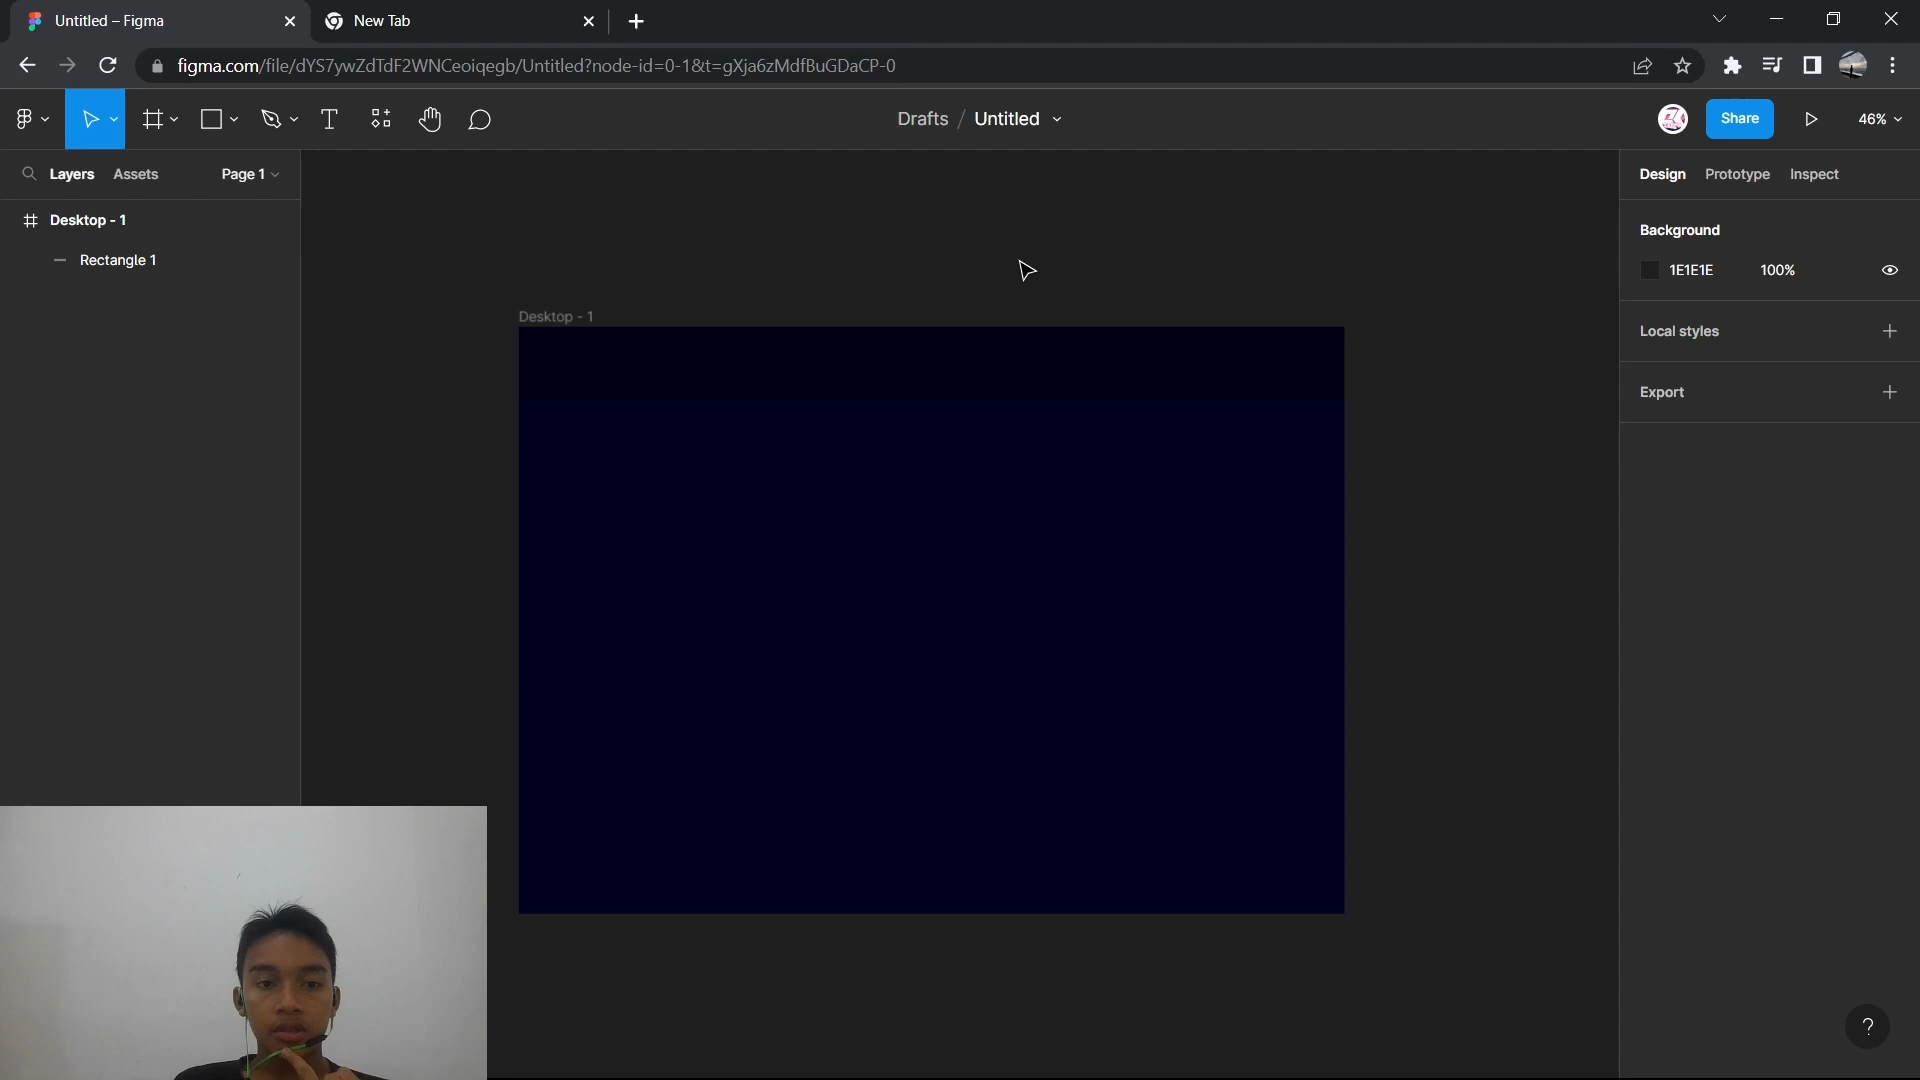 Untitled – Figma
New Tab
figma.com/file/dYS7ywZdTdF2WNCeoiqegb/Untitled?node-id=0-1&t=gXja6zMdfBuGDaCP-0
Drafts / Untitled
Share
46%
Layers
Assets
Page 1
Design
Prototype
Inspect
Desktop - 1
Rectangle 1
Background
1E1E1E
100%
Local styles
Export
Desktop - 1
?